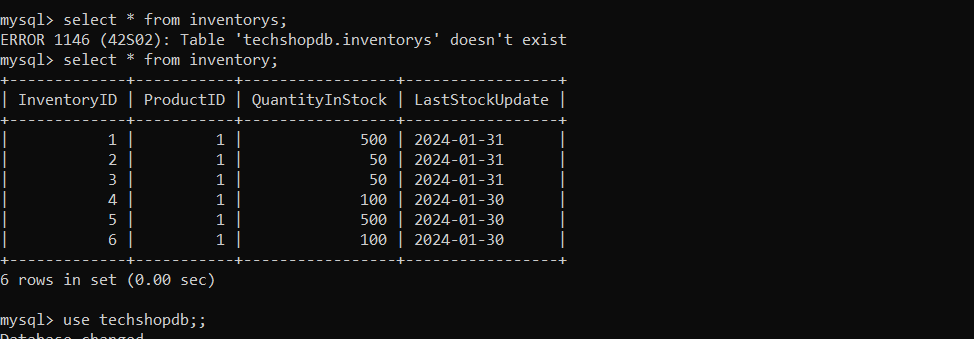 mysql> select * from inventorys;
ERROR 1146 (42S02): Table 'techshopdb.inventorys' doesn't exist
mysql> select * from inventory;
+-------------+-----------+-----------------+-----------------+
| InventoryID | ProductID | QuantityInStock | LastStockUpdate |
+-------------+-----------+-----------------+-----------------+
|           1 |         1 |             500 | 2024-01-31      |
|           2 |         1 |              50 | 2024-01-31      |
|           3 |         1 |              50 | 2024-01-31      |
|           4 |         1 |             100 | 2024-01-30      |
|           5 |         1 |             500 | 2024-01-30      |
|           6 |         1 |             100 | 2024-01-30      |
+-------------+-----------+-----------------+-----------------+
6 rows in set (0.00 sec)
mysql> use techshopdb;;
Database changed